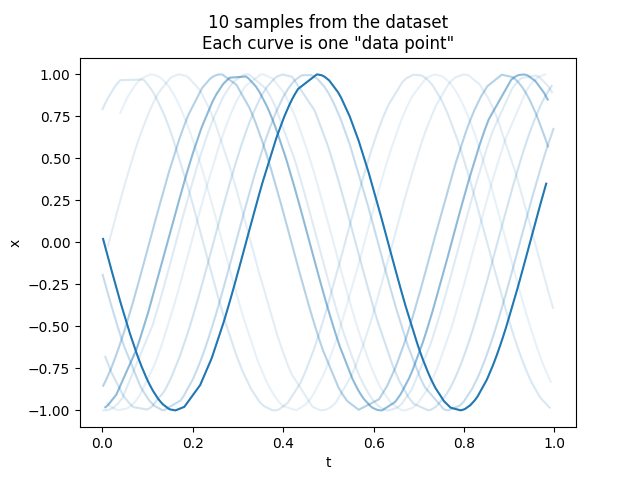 10 samples from the dataset
Each curve is one "data point"
1.00
0.75
0.50
0.25
0.00
−0.25
−0.50
−0.75
−1.00
x
0.0 0.2 0.4 0.6 0.8 1.0
t